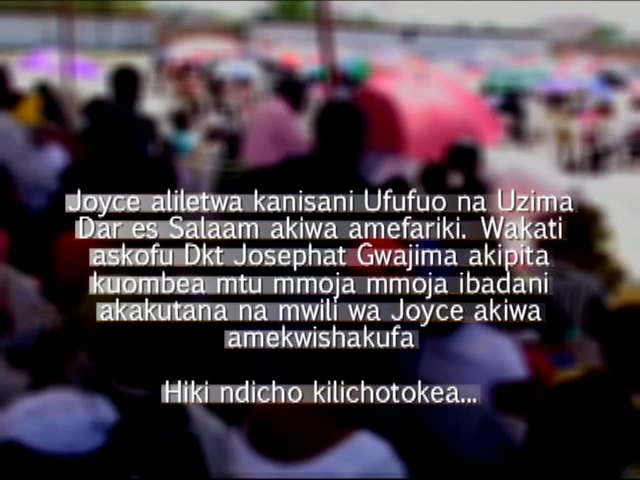 Joyce aliletwa kanisani Ufufuo na Uzima
Dar es Salaam akiwa amefariki. Wakati
askofu Dkt Josephat Gwajima akipita
kuombea mtu mmoja mmoja ibadani
akakutana na mwili wa Joyce akiwa
amekwishakufa
Hiki ndicho kilichotokea...